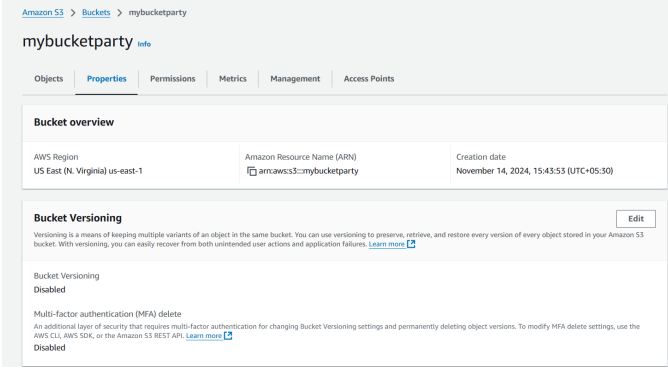 Amazon S3 > Buckets > mybucketparty
mybucketparty Info
Objects Properties Permissions Metrics Management Access Points
Bucket overview
AWS Region Amazon Resource Name (ARN) Creation date
US East (N. Virginia) us-east-1 arn:aws:s3:::mybucketparty November 14, 2024, 15:43:53 (UTC+05:30)
Bucket Versioning Edit
Versioning is a means of keeping multiple variants of an object in the same bucket. You can use versioning to preserve, retrieve, and restore every version of every object stored in your Amazon S3
bucket. With versioning, you can easily recover from both unintended user actions and application failures. Learn more
Bucket Versioning
Disabled
Multi-factor authentication (MFA) delete
An additional layer of security that requires multi-factor authentication for changing Bucket Versioning settings and permanently deleting object versions. To modify MFA delete settings, use the
AWS CLI, AWS SDK, or the Amazon S3 REST API. Learn more
Disabled